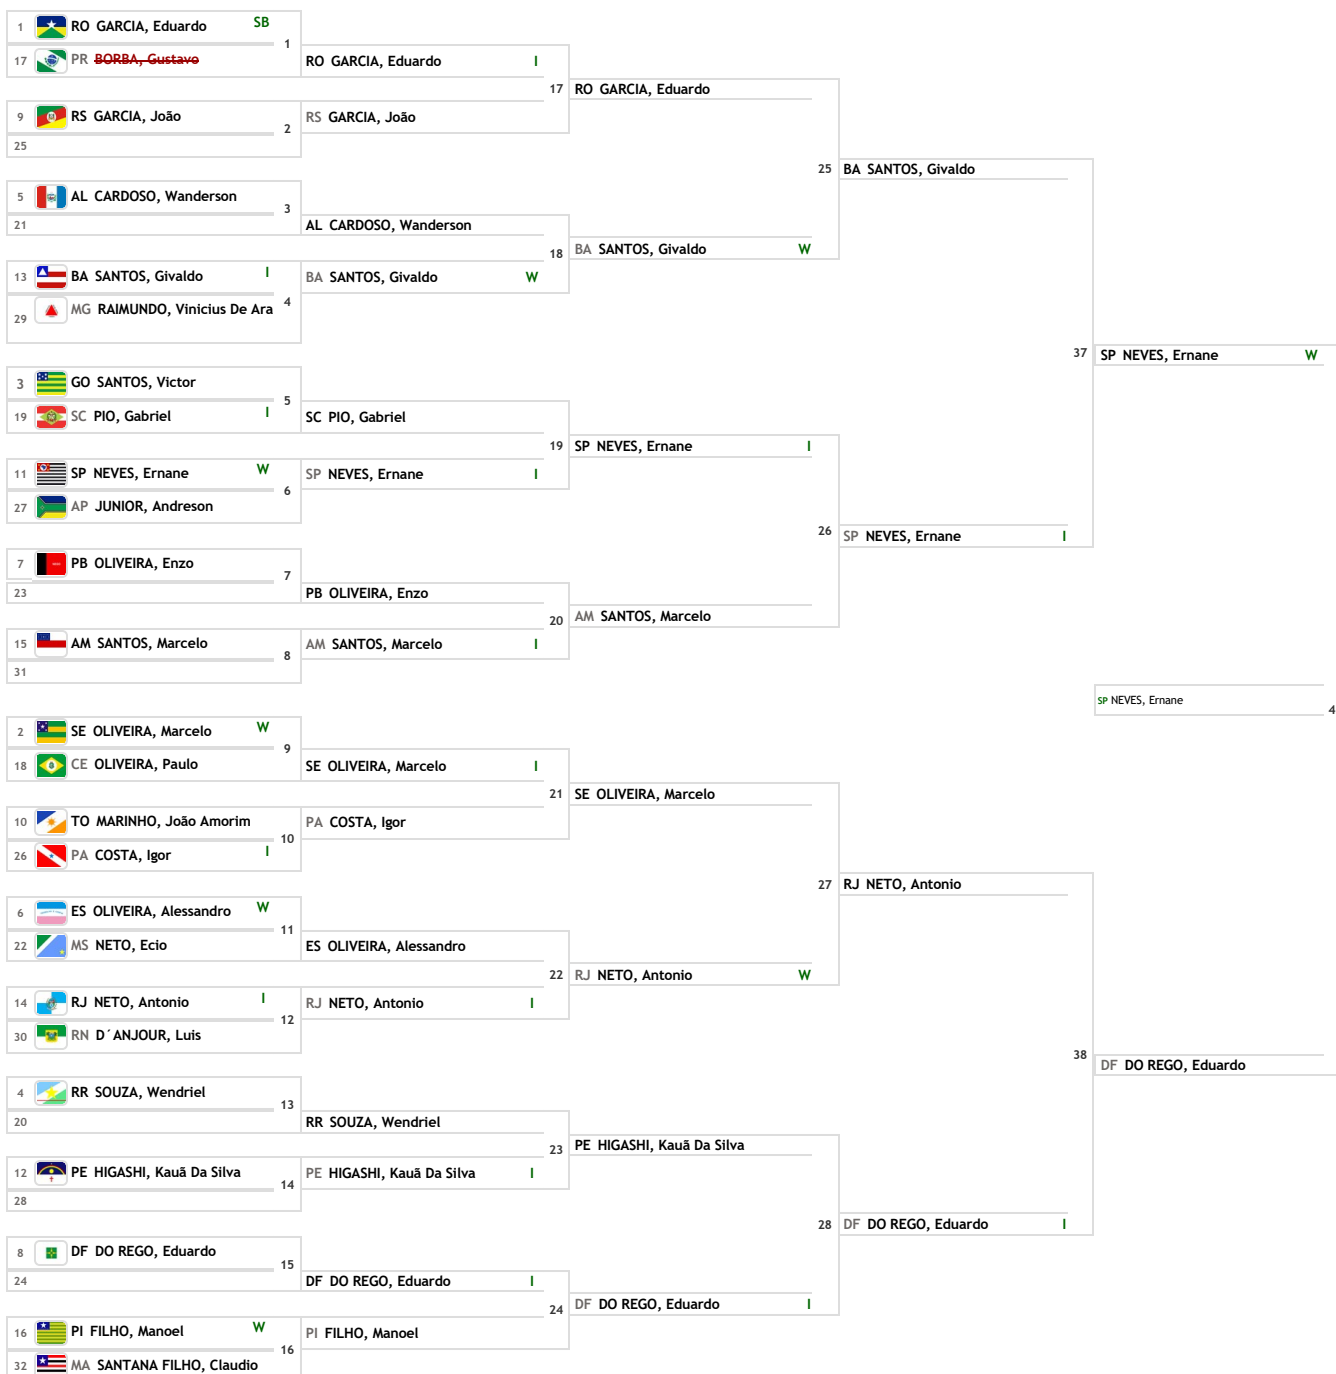 1 RO GARCIA, Eduardo SB
1
17 PR BORBA, Gustavo
RO GARCIA, Eduardo I
17 RO GARCIA, Eduardo
9 RS GARCIA, João
2 RS GARCIA, João
25
25 BA SANTOS, Givaldo
5 AL CARDOSO, Wanderson
3
21
AL CARDOSO, Wanderson
18 BA SANTOS, Givaldo W
13 BA SANTOS, Givaldo I
BA SANTOS, Givaldo W
4
29 MG RAIMUNDO, Vinicius De Ara
37 SP NEVES, Ernane W
3 GO SANTOS, Victor
5
19 SC PIO, Gabriel I
SC PIO, Gabriel
19 SP NEVES, Ernane I
11 SP NEVES, Ernane W
SP NEVES, Ernane I
6
27 AP JUNIOR, Andreson
26 SP NEVES, Ernane I
7 PB OLIVEIRA, Enzo
7
23
PB OLIVEIRA, Enzo
20 AM SANTOS, Marcelo
15 AM SANTOS, Marcelo
AM SANTOS, Marcelo I
8
31
SP NEVES, Ernane
4
2 SE OLIVEIRA, Marcelo W
9
18 CE OLIVEIRA, Paulo
SE OLIVEIRA, Marcelo I
21 SE OLIVEIRA, Marcelo
10 TO MARINHO, João Amorim
PA COSTA, Igor
10
26 PA COSTA, Igor I
27 RJ NETO, Antonio
6 ES OLIVEIRA, Alessandro W
11
22 MS NETO, Ecio
ES OLIVEIRA, Alessandro
22 RJ NETO, Antonio W
14 RJ NETO, Antonio I
RJ NETO, Antonio I
12
30 RN D´ANJOUR, Luis
38 DF DO REGO, Eduardo
4 RR SOUZA, Wendriel
13
20
RR SOUZA, Wendriel
23 PE HIGASHI, Kauã Da Silva
12 PE HIGASHI, Kauã Da Silva
PE HIGASHI, Kauã Da Silva I
14
28
28 DF DO REGO, Eduardo I
8 DF DO REGO, Eduardo
15
24
DF DO REGO, Eduardo I
24 DF DO REGO, Eduardo I
16 PI FILHO, Manoel W
PI FILHO, Manoel
16
32 MA SANTANA FILHO, Claudio